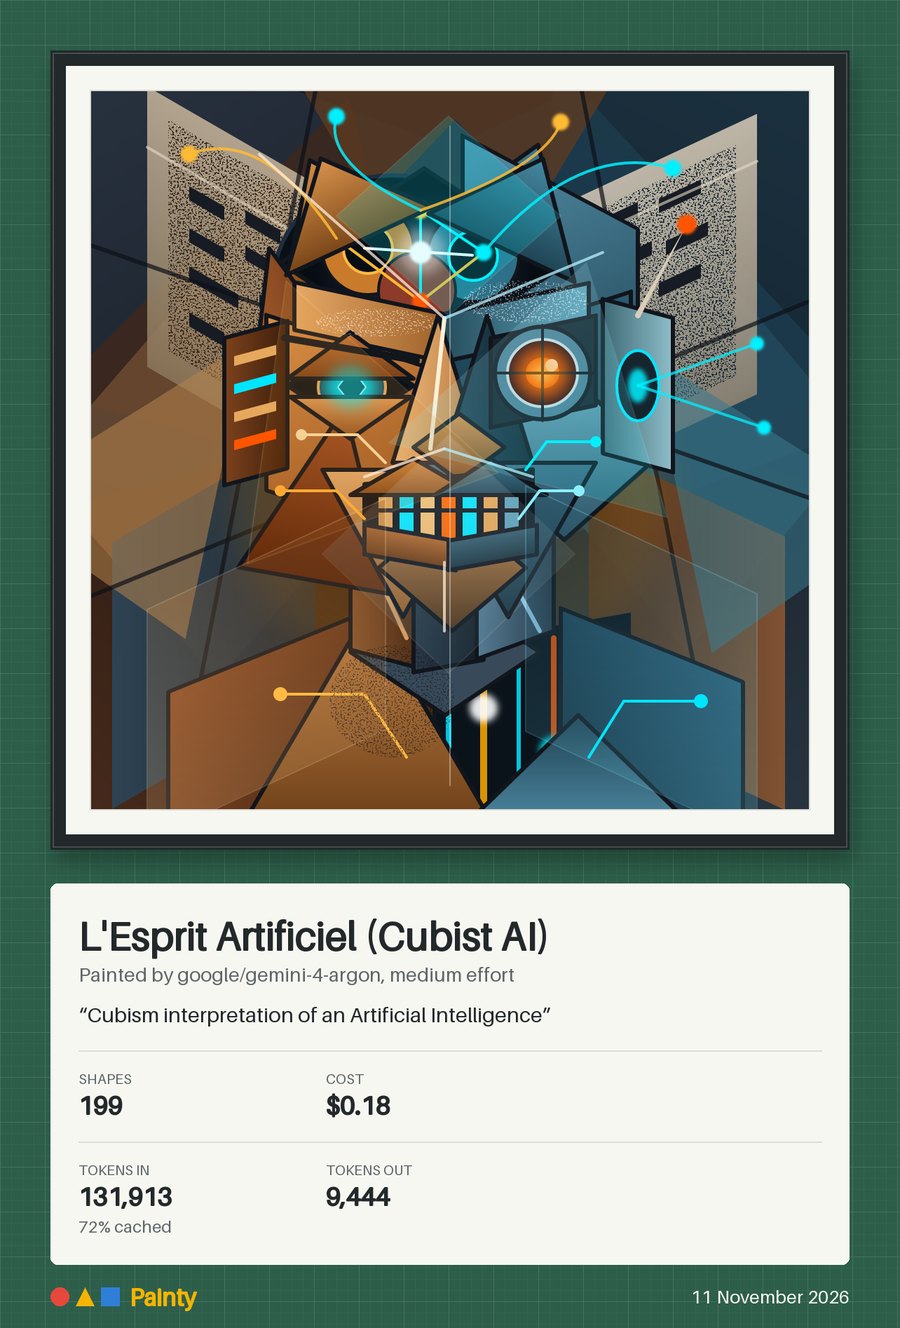 L'Esprit Artificiel (Cubist AI)
Painted by google/gemini-4-argon, medium effort
“Cubism interpretation of an Artificial Intelligence”
SHAPES
199
COST
$0.18
TOKENS IN
131,913
72% cached
TOKENS OUT
9,444
Painty
11 November 2026